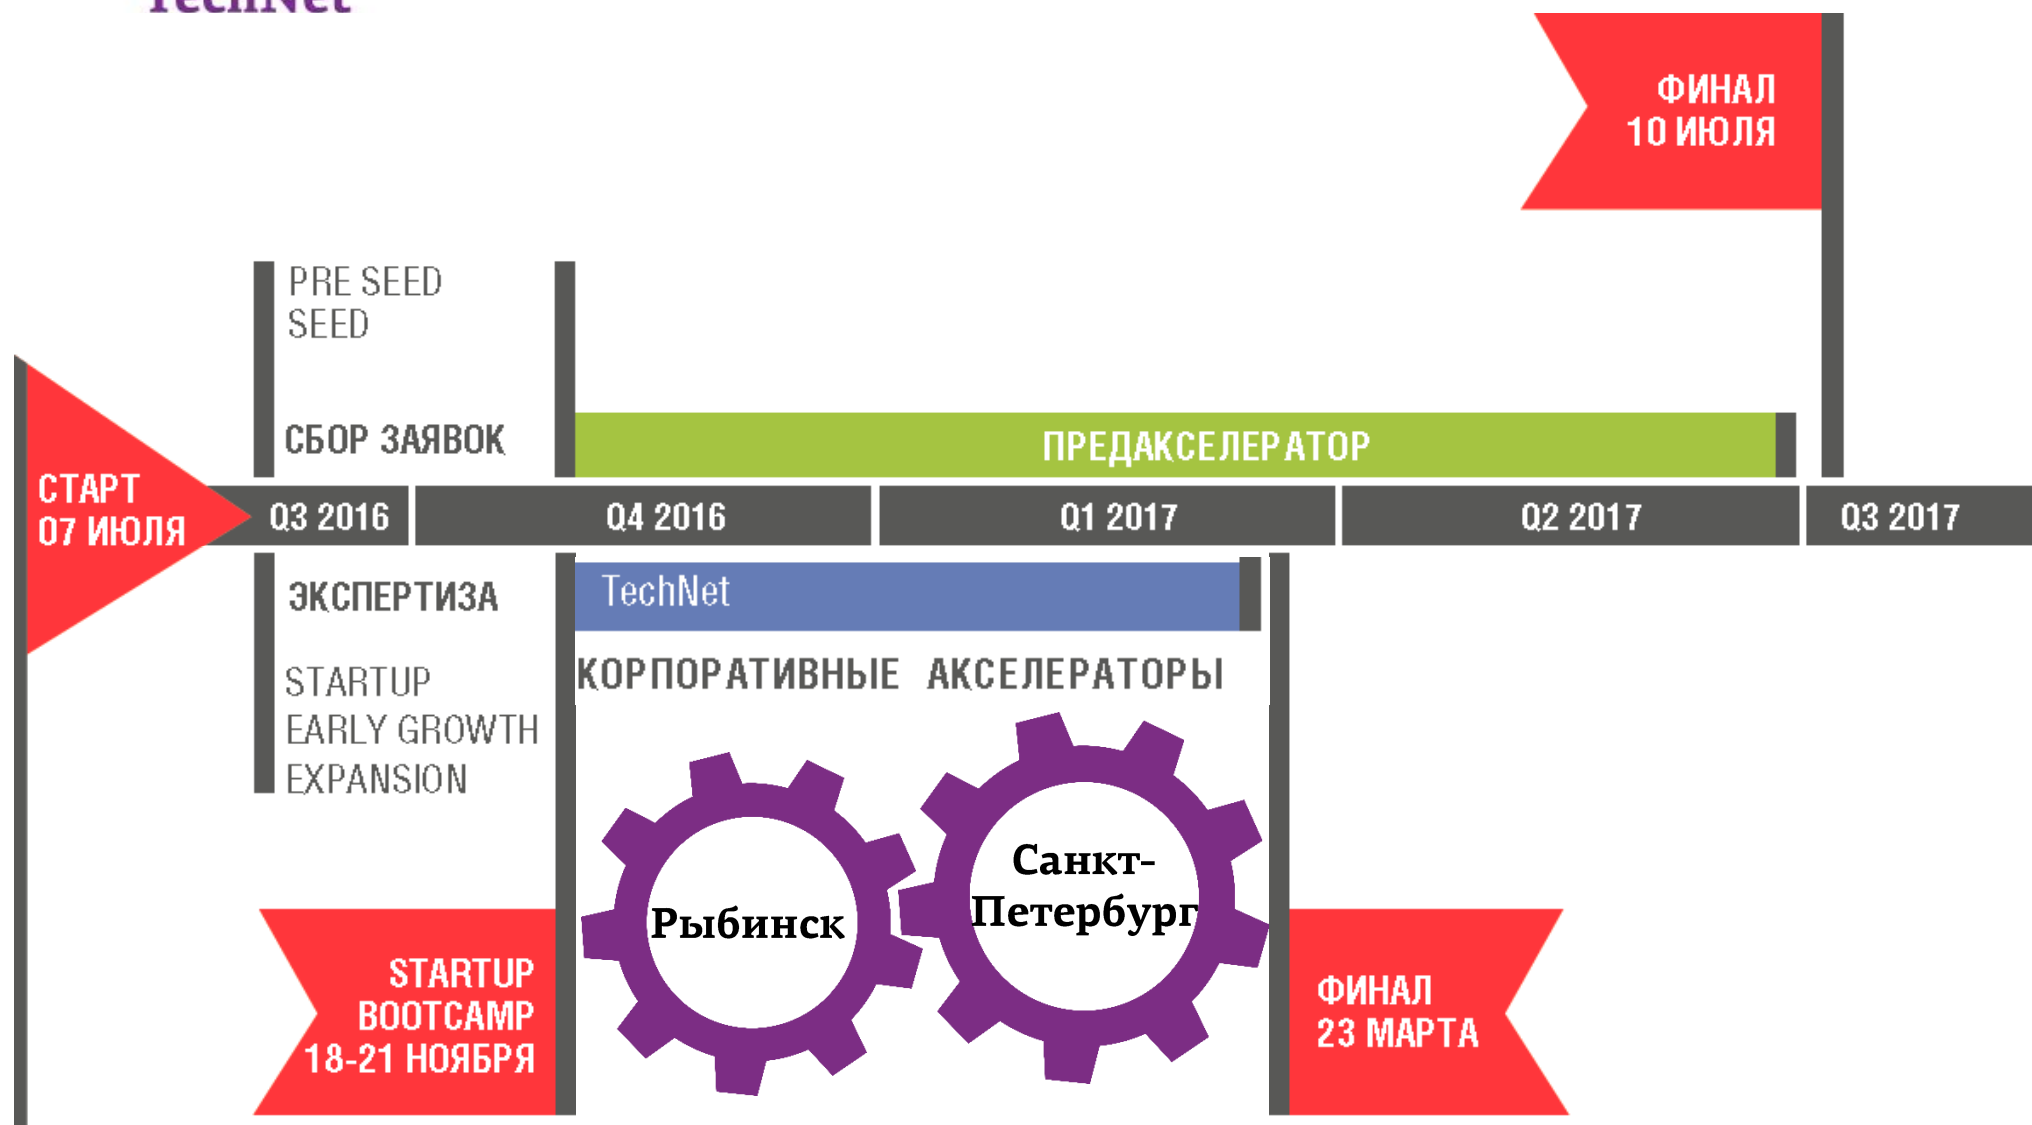 TechNet
ФИНАЛ
10 ИЮЛЯ
PRE SEED
SEED
СБОР ЗАЯВОК
ПРЕДАКСЕЛЕРАТОР
СТАРТ
07 ИЮЛЯ
Q3 2016
Q4 2016
Q1 2017
Q2 2017
Q3 2017
ЭКСПЕРТИЗА
TechNet
STARTUP
EARLY GROWTH
EXPANSION
КОРПОРАТИВНЫЕ АКСЕЛЕРАТОРЫ
Рыбинск
Санкт-
Петербург
STARTUP
BOOTCAMP
18-21 НОЯБРЯ
ФИНАЛ
23 МАРТА